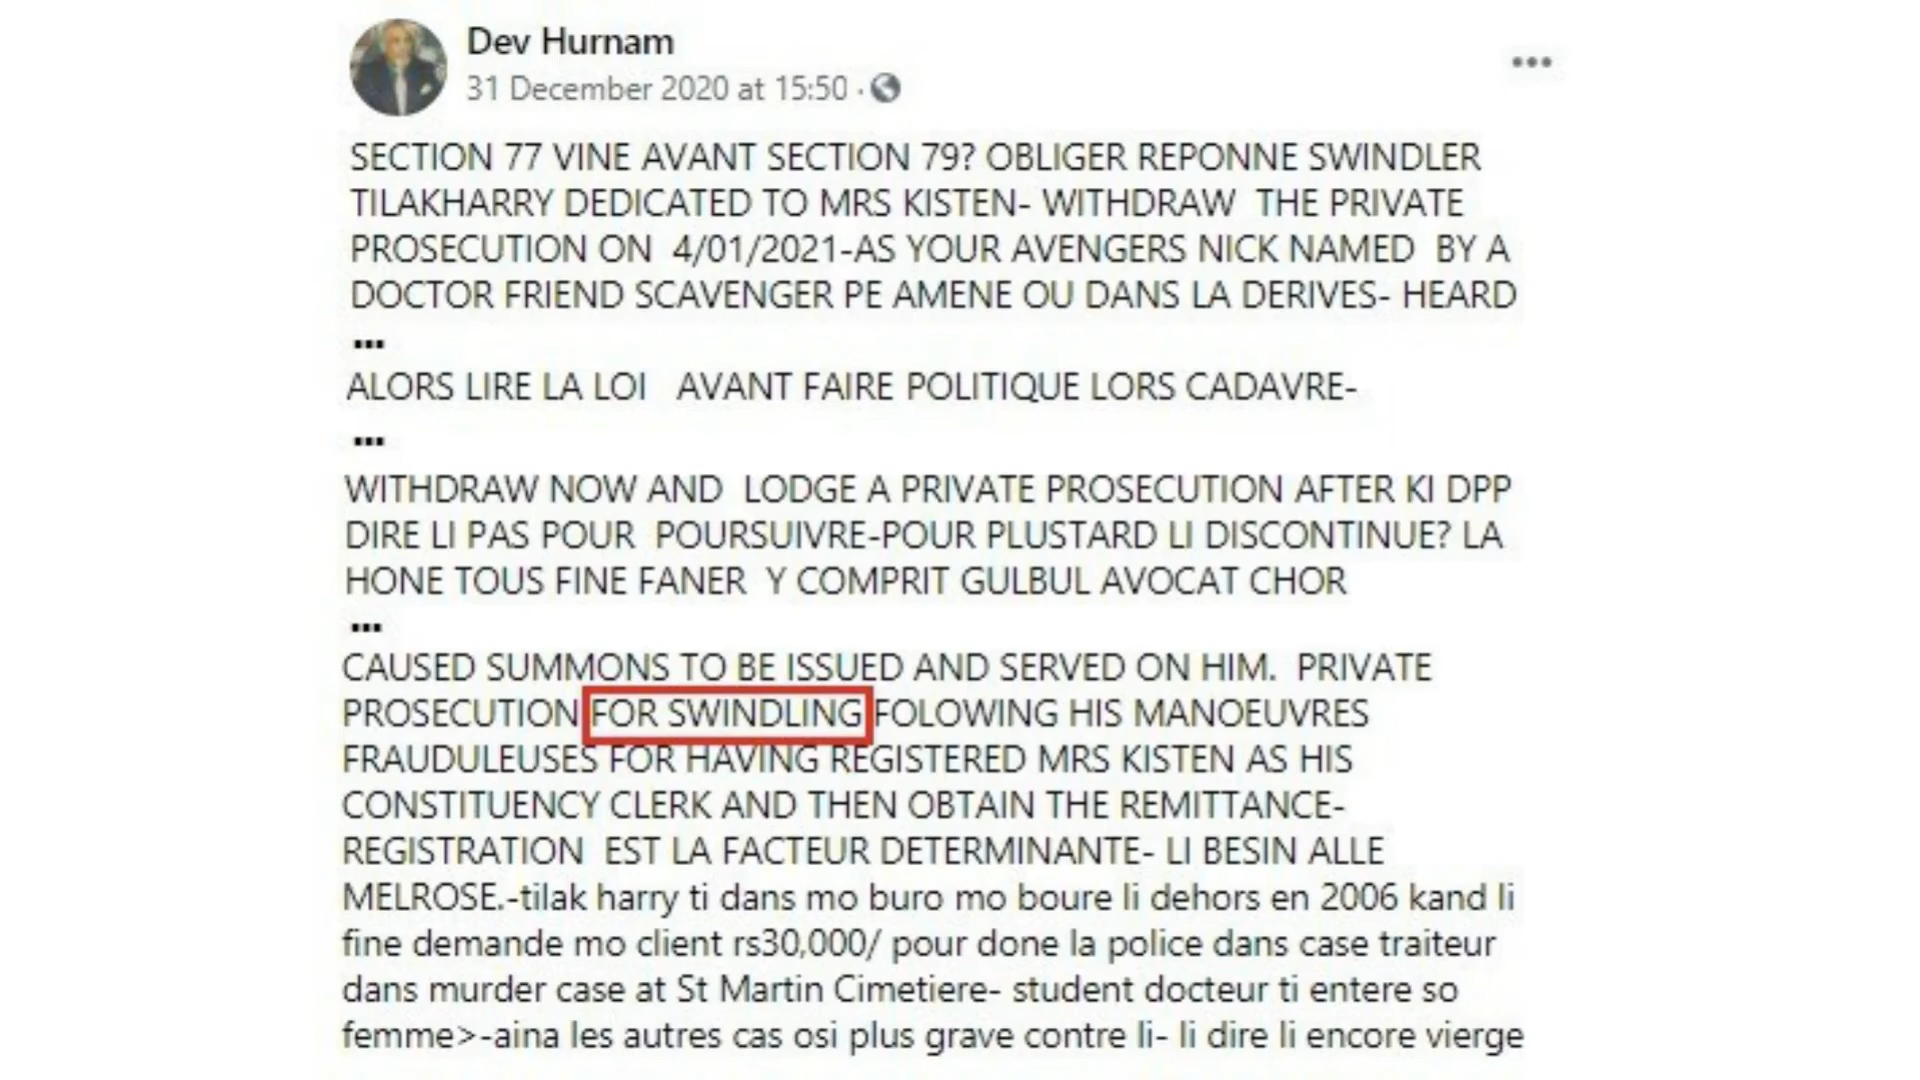 Dev Hurnam
31 December 2020 at 15:50 ·
SECTION 77 VINE AVANT SECTION 79? OBLIGER REPONNE SWINDLER
TILAKHARRY DEDICATED TO MRS KISTEN- WITHDRAW THE PRIVATE
PROSECUTION ON 4/01/2021-AS YOUR AVENGERS NICK NAMED BY A
DOCTOR FRIEND SCAVENGER PE AMENE OU DANS LA DERIVES- HEARD
...
ALORS LIRE LA LOI AVANT FAIRE POLITIQUE LORS CADAVRE-
...
WITHDRAW NOW AND LODGE A PRIVATE PROSECUTION AFTER KI DPP
DIRE LI PAS POUR POURSUIVRE-POUR PLUSTARD LI DISCONTINUE? LA
HONE TOUS FINE FANER Y COMPRIT GULBUL AVOCAT CHOR
...
CAUSED SUMMONS TO BE ISSUED AND SERVED ON HIM. PRIVATE
PROSECUTION FOR SWINDLING FOLOWING HIS MANOEUVRES
FRAUDULEUSES FOR HAVING REGISTERED MRS KISTEN AS HIS
CONSTITUENCY CLERK AND THEN OBTAIN THE REMITTANCE-
REGISTRATION EST LA FACTEUR DETERMINANTE- LI BESIN ALLE
MELROSE.-tilak harry ti dans mo buro mo boure li dehors en 2006 kand li
fine demande mo client rs30,000/ pour done la police dans case traiteur
dans murder case at St Martin Cimetiere- student docteur ti entere so
femme>-aina les autres cas osi plus grave contre li- li dire li encore vierge